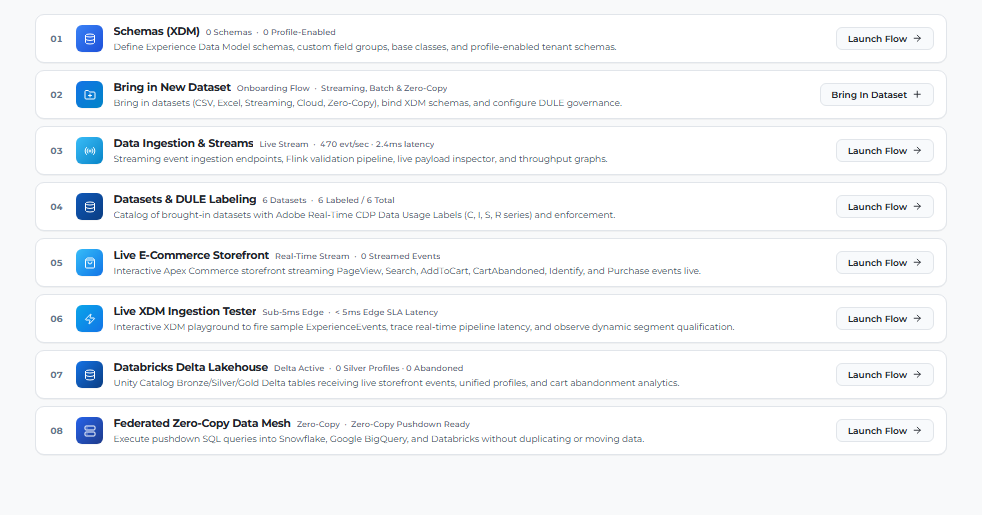 01 Schemas (XDM) 0 Schemas · 0 Profile-Enabled Launch Flow →
Define Experience Data Model schemas, custom field groups, base classes, and profile-enabled tenant schemas.
02 Bring in New Dataset Onboarding Flow · Streaming, Batch & Zero-Copy Bring In Dataset +
Bring in datasets (CSV, Excel, Streaming, Cloud, Zero-Copy), bind XDM schemas, and configure DULE governance.
03 Data Ingestion & Streams Live Stream · 470 evt/sec · 2.4ms latency Launch Flow →
Streaming event ingestion endpoints, Flink validation pipeline, live payload inspector, and throughput graphs.
04 Datasets & DULE Labeling 6 Datasets · 6 Labeled / 6 Total Launch Flow →
Catalog of brought-in datasets with Adobe Real-Time CDP Data Usage Labels (C, I, S, R series) and enforcement.
05 Live E-Commerce Storefront Real-Time Stream · 0 Streamed Events Launch Flow →
Interactive Apex Commerce storefront streaming PageView, Search, AddToCart, CartAbandoned, Identify, and Purchase events live.
06 Live XDM Ingestion Tester Sub-5ms Edge · < 5ms Edge SLA Latency Launch Flow →
Interactive XDM playground to fire sample ExperienceEvents, trace real-time pipeline latency, and observe dynamic segment qualification.
07 Databricks Delta Lakehouse Delta Active · 0 Silver Profiles · 0 Abandoned Launch Flow →
Unity Catalog Bronze/Silver/Gold Delta tables receiving live storefront events, unified profiles, and cart abandonment analytics.
08 Federated Zero-Copy Data Mesh Zero-Copy · Zero-Copy Pushdown Ready Launch Flow →
Execute pushdown SQL queries into Snowflake, Google BigQuery, and Databricks without duplicating or moving data.